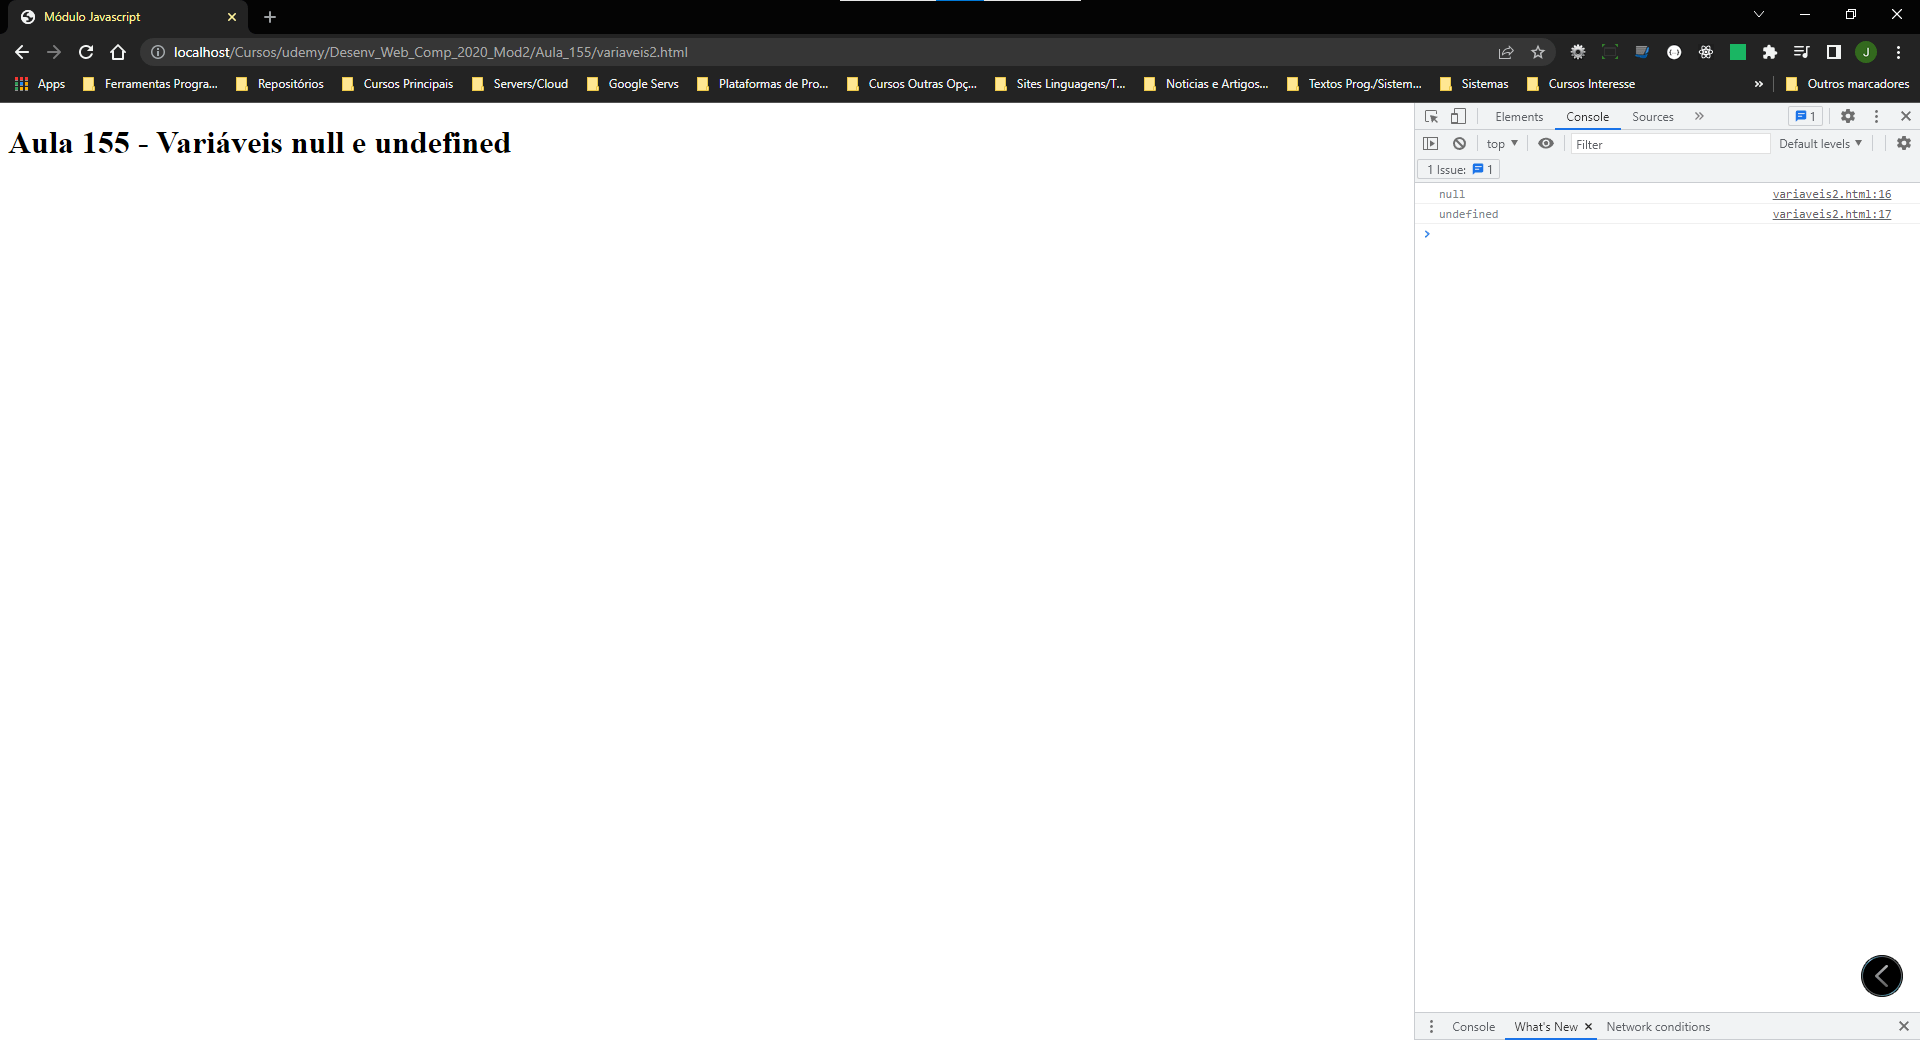 Módulo Javascript
localhost/Cursos/udemy/Desenv_Web_Comp_2020_Mod2/Aula_155/variaveis2.html
J
Apps Ferramentas Progra... Repositórios Cursos Principais Servers/Cloud Google Servs Plataformas de Pro... Cursos Outras Opç... Sites Linguagens/T... Noticias e Artigos... Textos Prog./Sistem... Sistemas Cursos Interesse » Outros marcadores
Aula 155 - Variáveis null e undefined
Elements Console Sources » 1
top Filter Default levels
1 Issue: 1
null variaveis2.html:16
undefined variaveis2.html:17
Console What's New Network conditions